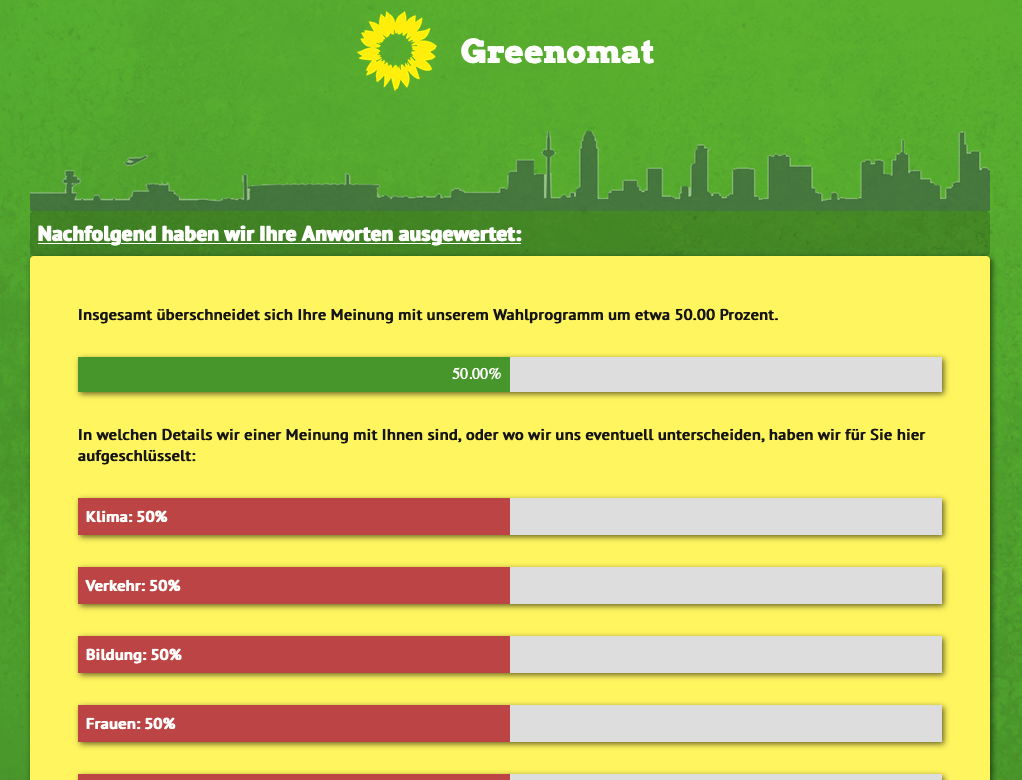 Greenomat
Nachfolgend haben wir Ihre Anworten ausgewertet:
Insgesamt überschneidet sich Ihre Meinung mit unserem Wahlprogramm um etwa 50.00 Prozent.
50.00%
In welchen Details wir einer Meinung mit Ihnen sind, oder wo wir uns eventuell unterscheiden, haben wir für Sie hier
aufgeschlüsselt:
Klima: 50%
Verkehr: 50%
Bildung: 50%
Frauen: 50%